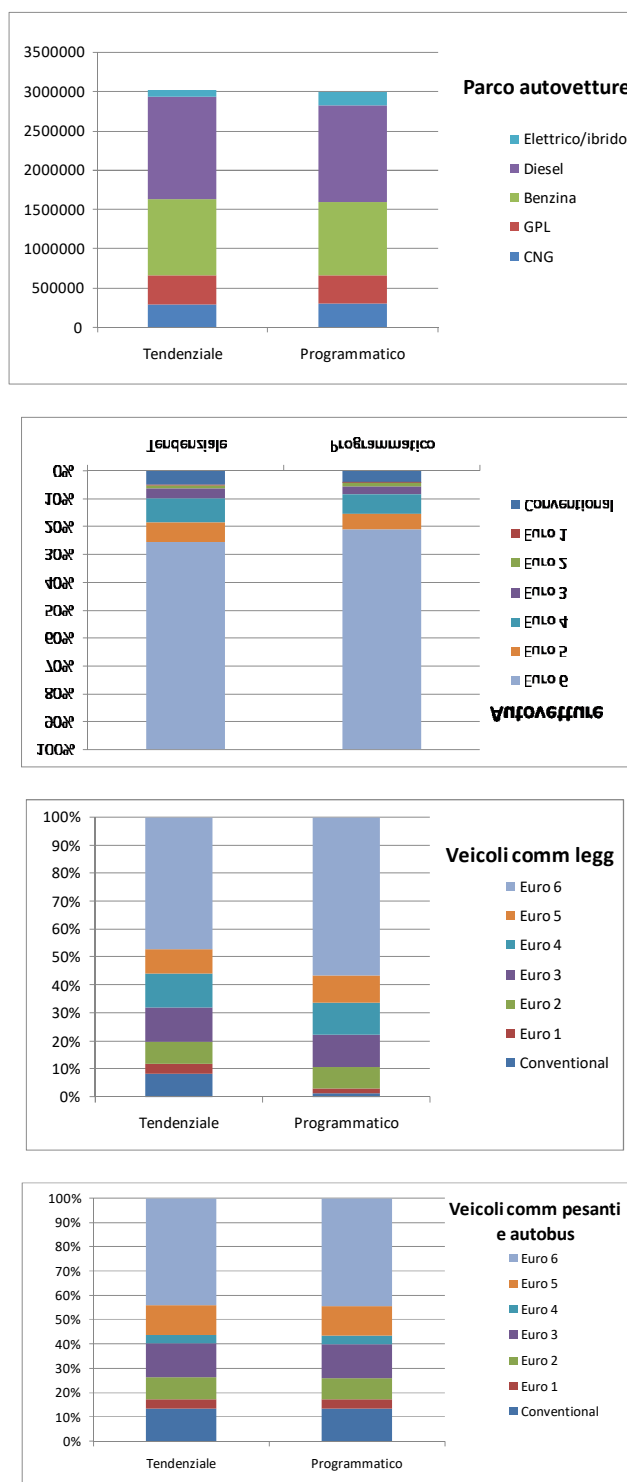 3500000
3000000
2500000
2000000
1500000
1000000
500000
0
Tendenziale
Programmatico
Parco autovetture
Elettrico/ibrido
Diesel
Benzina
GPL
CNG
Tendenziale
Programmatico
0%
10%
20%
30%
40%
50%
60%
70%
80%
90%
100%
Conventional
Euro 1
Euro 2
Euro 3
Euro 4
Euro 5
Euro 6
Autovetture
100%
90%
80%
70%
60%
50%
40%
30%
20%
10%
0%
Tendenziale
Programmatico
Veicoli comm legg
Euro 6
Euro 5
Euro 4
Euro 3
Euro 2
Euro 1
Conventional
100%
90%
80%
70%
60%
50%
40%
30%
20%
10%
0%
Tendenziale
Programmatico
Veicoli comm pesanti
e autobus
Euro 6
Euro 5
Euro 4
Euro 3
Euro 2
Euro 1
Conventional